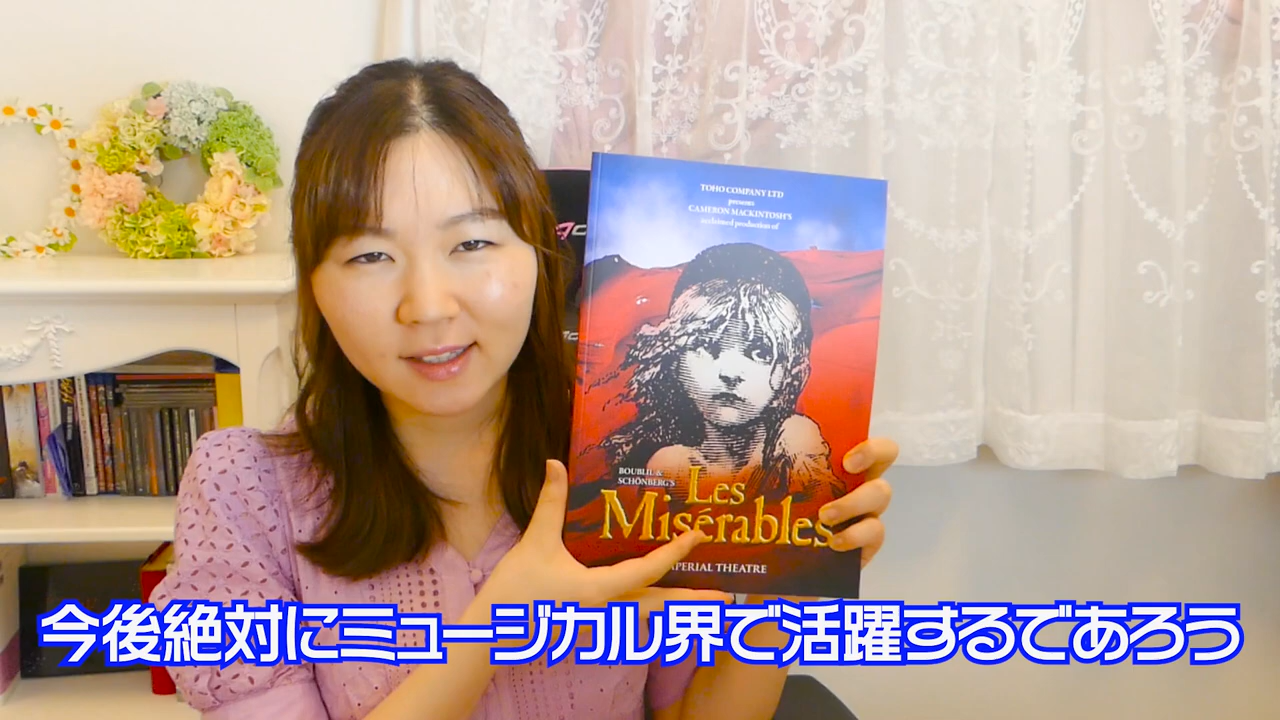 TOHO COMPANY LTD
presents
CAMERON MACKINTOSH'S
acclaimed production of
BOUBLIL &
SCHÖNBERG'S
Les
Misérables
PERIAL THEATRE
今後絶対にミュージカル界で活躍するであろう